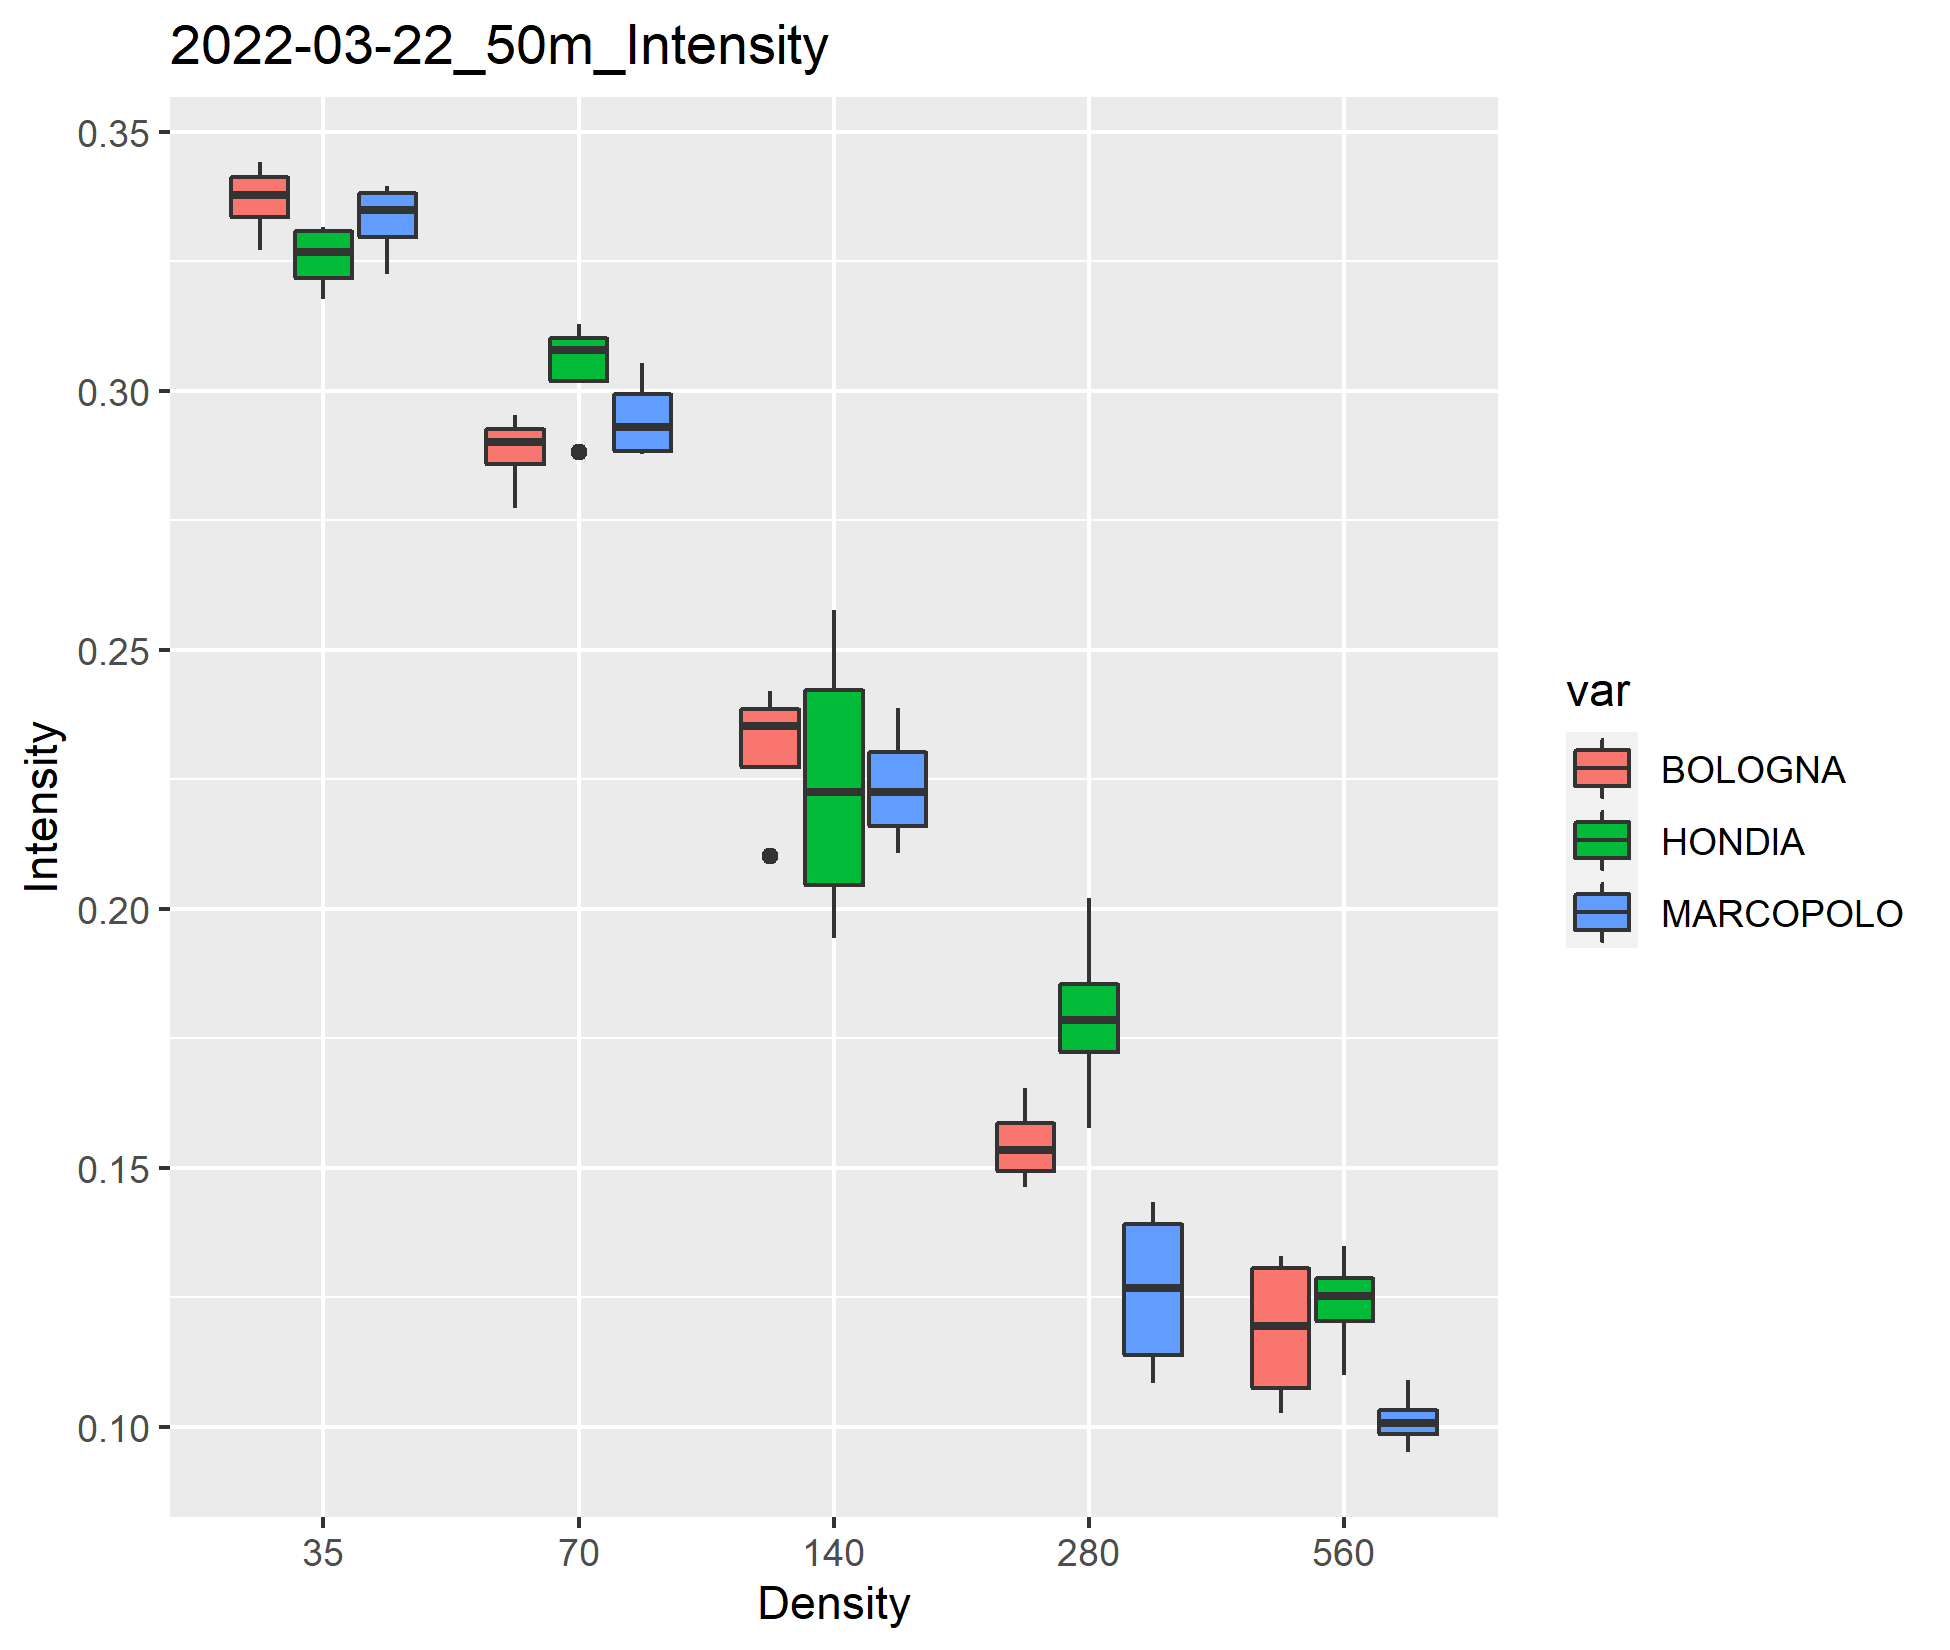 2022-03-22_50m_Intensity
0.35
0.30
0.25
0.20
0.15
0.10
Intensity
35 70 140 280 560
Density
var
BOLOGNA
HONDIA
MARCOPOLO